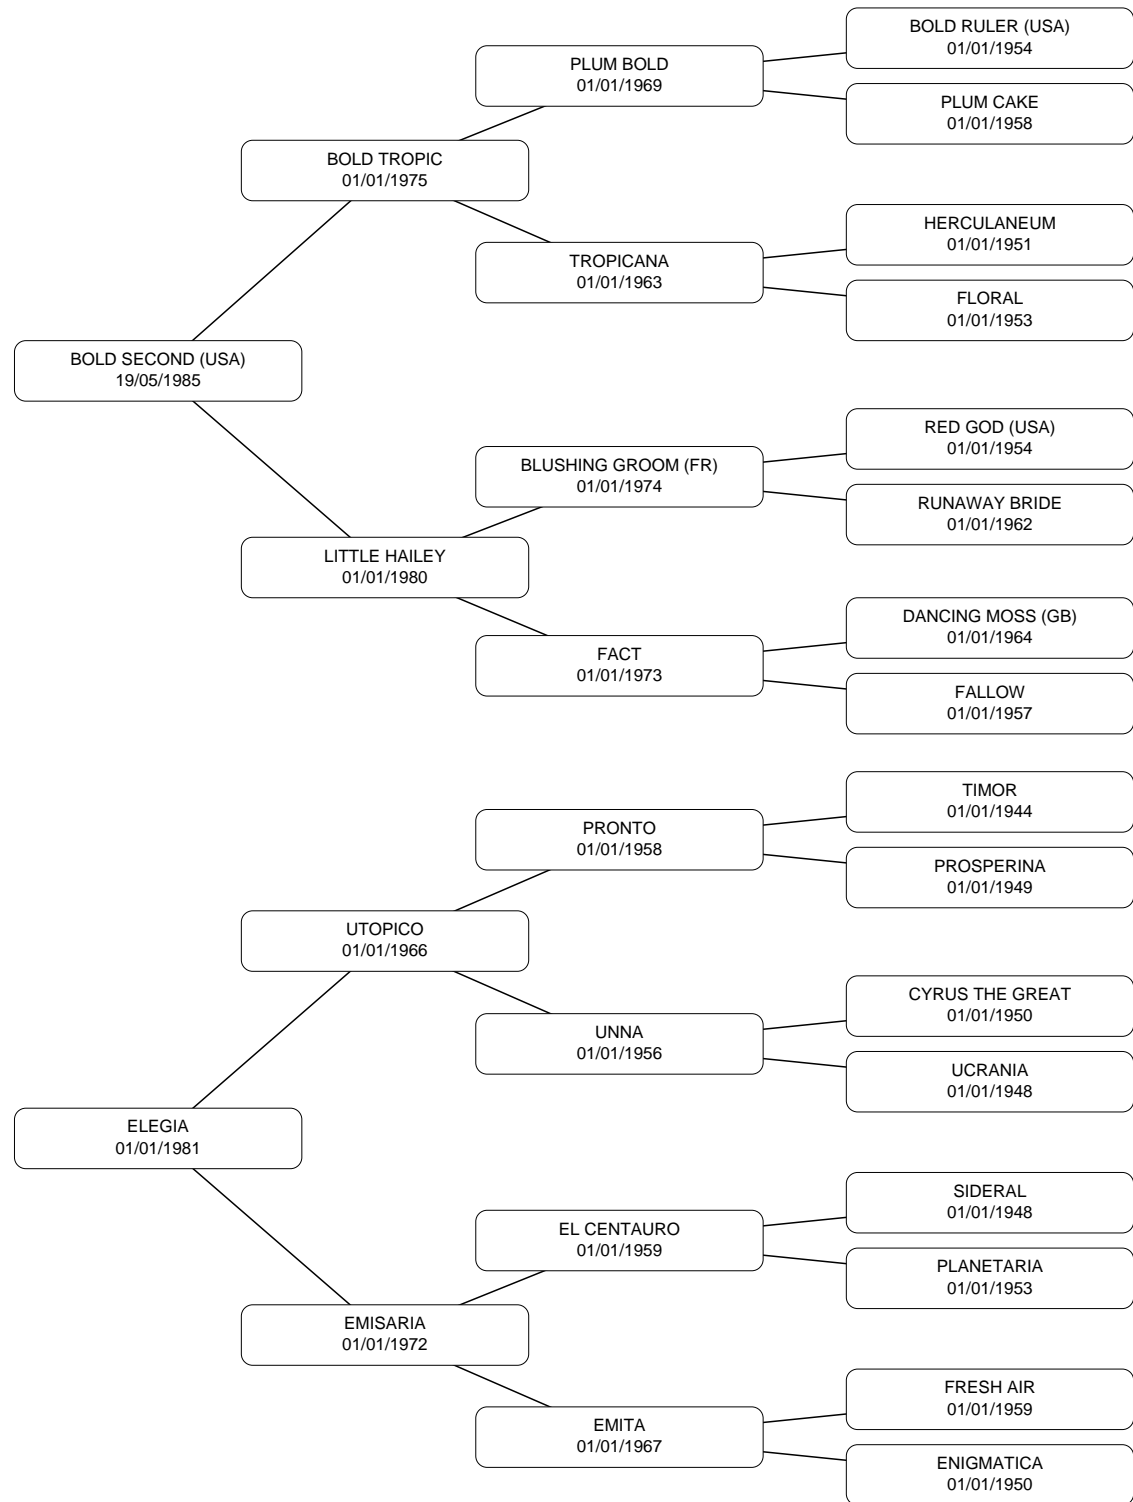 BOLD RULER (USA)
01/01/1954
PLUM BOLD
01/01/1969
PLUM CAKE
01/01/1958
BOLD TROPIC
01/01/1975
HERCULANEUM
01/01/1951
TROPICANA
01/01/1963
FLORAL
01/01/1953
BOLD SECOND (USA)
19/05/1985
RED GOD (USA)
01/01/1954
BLUSHING GROOM (FR)
01/01/1974
RUNAWAY BRIDE
01/01/1962
LITTLE HAILEY
01/01/1980
DANCING MOSS (GB)
01/01/1964
FACT
01/01/1973
FALLOW
01/01/1957
TIMOR
01/01/1944
PRONTO
01/01/1958
PROSPERINA
01/01/1949
UTOPICO
01/01/1966
CYRUS THE GREAT
01/01/1950
UNNA
01/01/1956
UCRANIA
01/01/1948
ELEGIA
01/01/1981
SIDERAL
01/01/1948
EL CENTAURO
01/01/1959
PLANETARIA
01/01/1953
EMISARIA
01/01/1972
FRESH AIR
01/01/1959
EMITA
01/01/1967
ENIGMATICA
01/01/1950